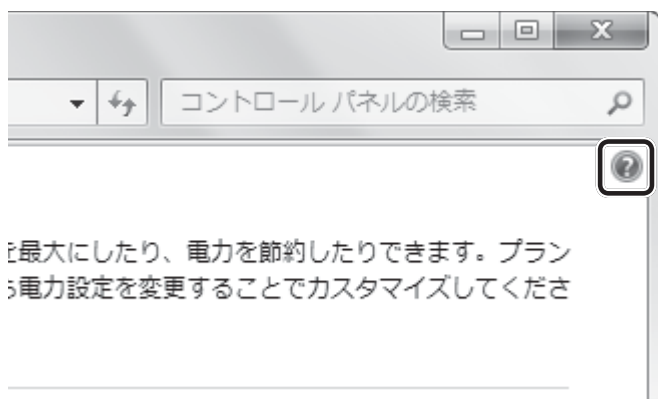 コントロール パネルの検索
を最大にしたり、電力を節約したりできます。プラン
ら電力設定を変更することでカスタマイズしてくださ